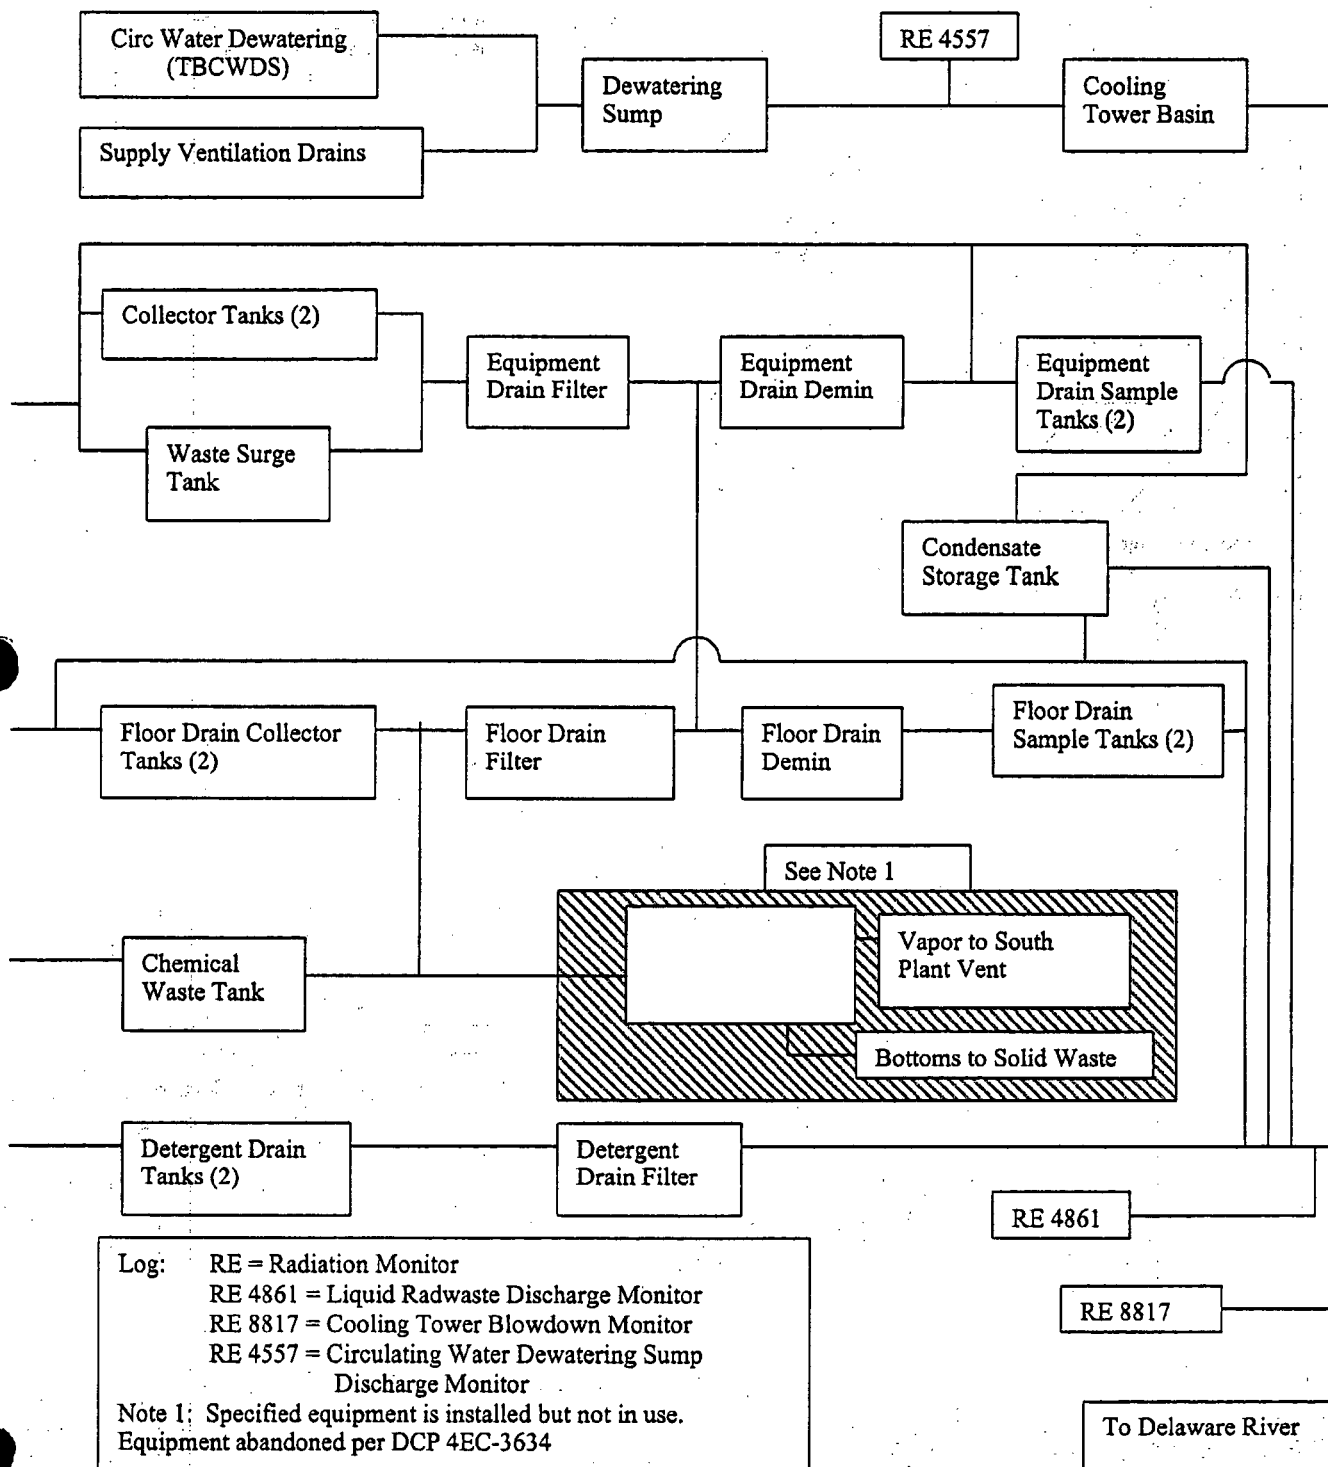 Circ Water Dewatering
(TBCWDS)
RE 4557
Dewatering
Sump
Cooling
Tower Basin
Supply Ventilation Drains
Collector Tanks (2)
Equipment
Drain Filter
Equipment
Drain Demin
Equipment
Drain Sample
Tanks (2)
Waste Surge
Tank
Condensate
Storage Tank
Floor Drain Collector
Tanks (2)
Floor Drain
Filter
Floor Drain
Demin
Floor Drain
Sample Tanks (2)
See Note 1
Chemical
Waste Tank
Vapor to South
Plant Vent
Bottoms to Solid Waste
Detergent Drain
Tanks (2)
Detergent
Drain Filter
RE 4861
RE 8817
Log: RE = Radiation Monitor
RE 4861 = Liquid Radwaste Discharge Monitor
RE 8817 = Cooling Tower Blowdown Monitor
RE 4557 = Circulating Water Dewatering Sump
Discharge Monitor
Note 1: Specified equipment is installed but not in use.
Equipment abandoned per DCP 4EC-3634
To Delaware River